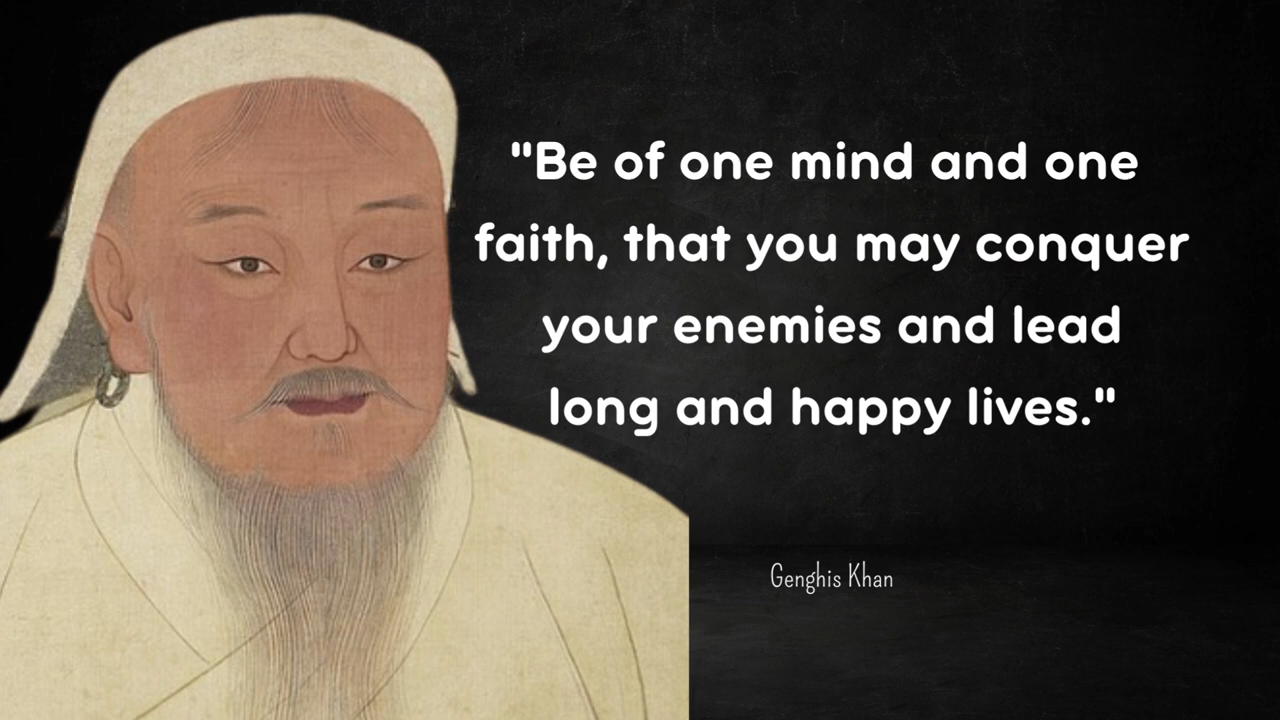 "Be of one mind and one
faith, that you may conquer
your enemies and lead
long and happy lives."
Genghis Khan